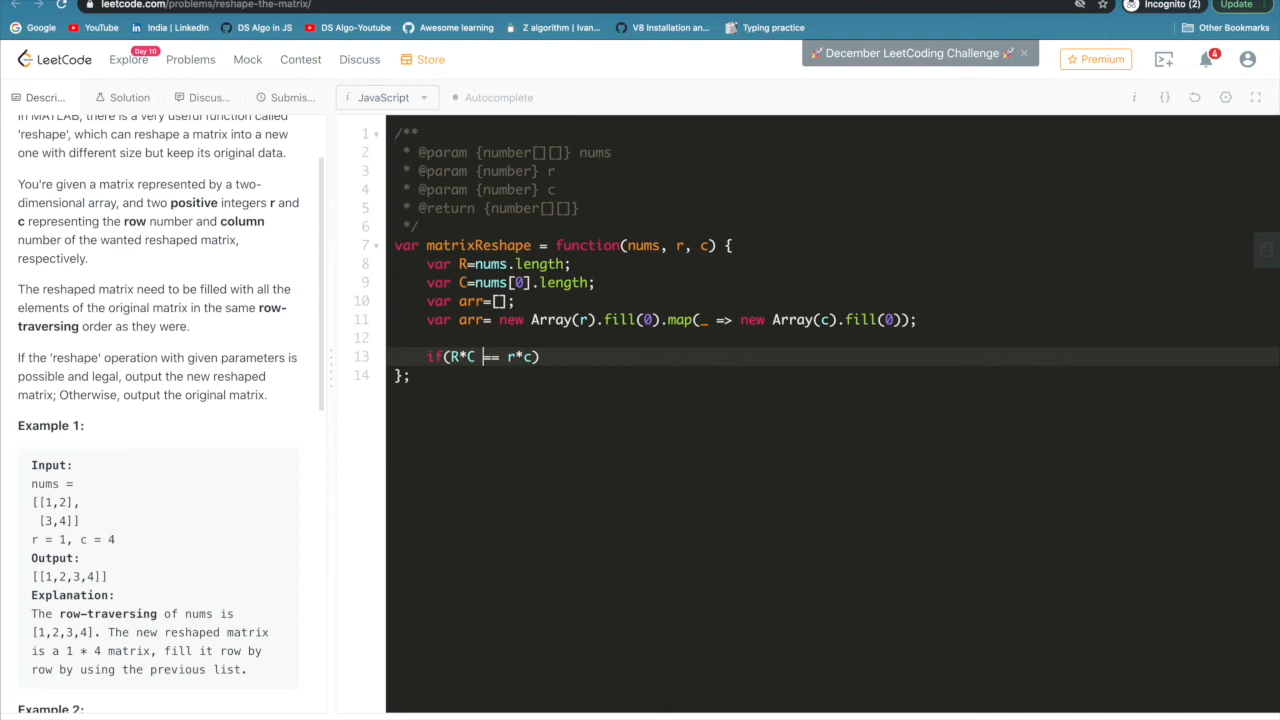 leetcode.com/problems/reshape-the-matrix/
Incognito (2)
Update
Google
YouTube
India | LinkedIn
DS Algo in JS
DS Algo-Youtube
Awesome learning
Z algorithm | Ivan...
V8 Installation an...
Typing practice
Other Bookmarks
LeetCode
Explore
Day 10
Problems
Mock
Contest
Discuss
Store
🚀 December LeetCoding Challenge 🚀 ×
Premium
4
Descri...
Solution
Discus...
Submis...
i JavaScript
Autocomplete
i {}
In MATLAB, there is a very useful function called
'reshape', which can reshape a matrix into a new
one with different size but keep its original data.
You're given a matrix represented by a two-
dimensional array, and two positive integers r and
c representing the row number and column
number of the wanted reshaped matrix,
respectively.
The reshaped matrix need to be filled with all the
elements of the original matrix in the same row-
traversing order as they were.
If the 'reshape' operation with given parameters is
possible and legal, output the new reshaped
matrix; Otherwise, output the original matrix.
Example 1:
Input:
nums =
[[1,2],
[3,4]]
r = 1, c = 4
Output:
[[1,2,3,4]]
Explanation:
The row-traversing of nums is
[1,2,3,4]. The new reshaped matrix
is a 1 * 4 matrix, fill it row by
row by using the previous list.
Example 2:
1 /**
2 * @param {number[][]} nums
3 * @param {number} r
4 * @param {number} c
5 * @return {number[][]}
6 */
7 var matrixReshape = function(nums, r, c) {
8 var R=nums.length;
9 var C=nums[0].length;
10 var arr=[];
11 var arr= new Array(r).fill(0).map(_ => new Array(c).fill(0));
12
13 if(R*C == r*c)
14 };